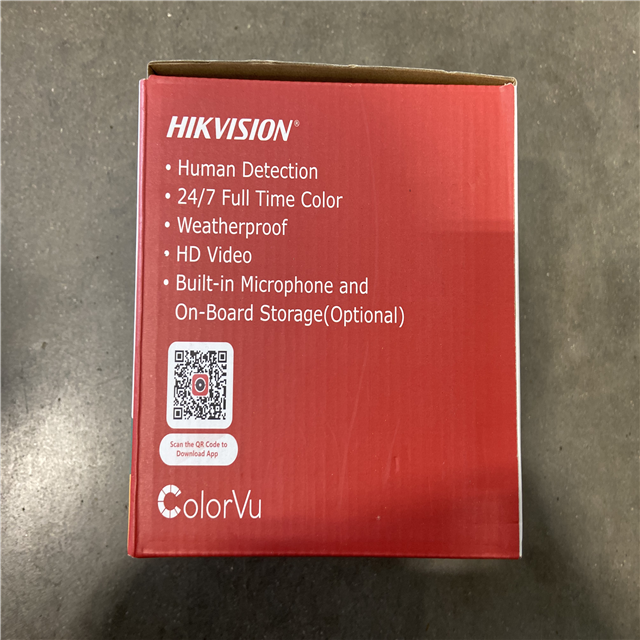 HIKVISION®
• Human Detection
• 24/7 Full Time Color
• Weatherproof
• HD Video
• Built-in Microphone and
On-Board Storage(Optional)
Scan the QR Code to
Download App
ColorVu